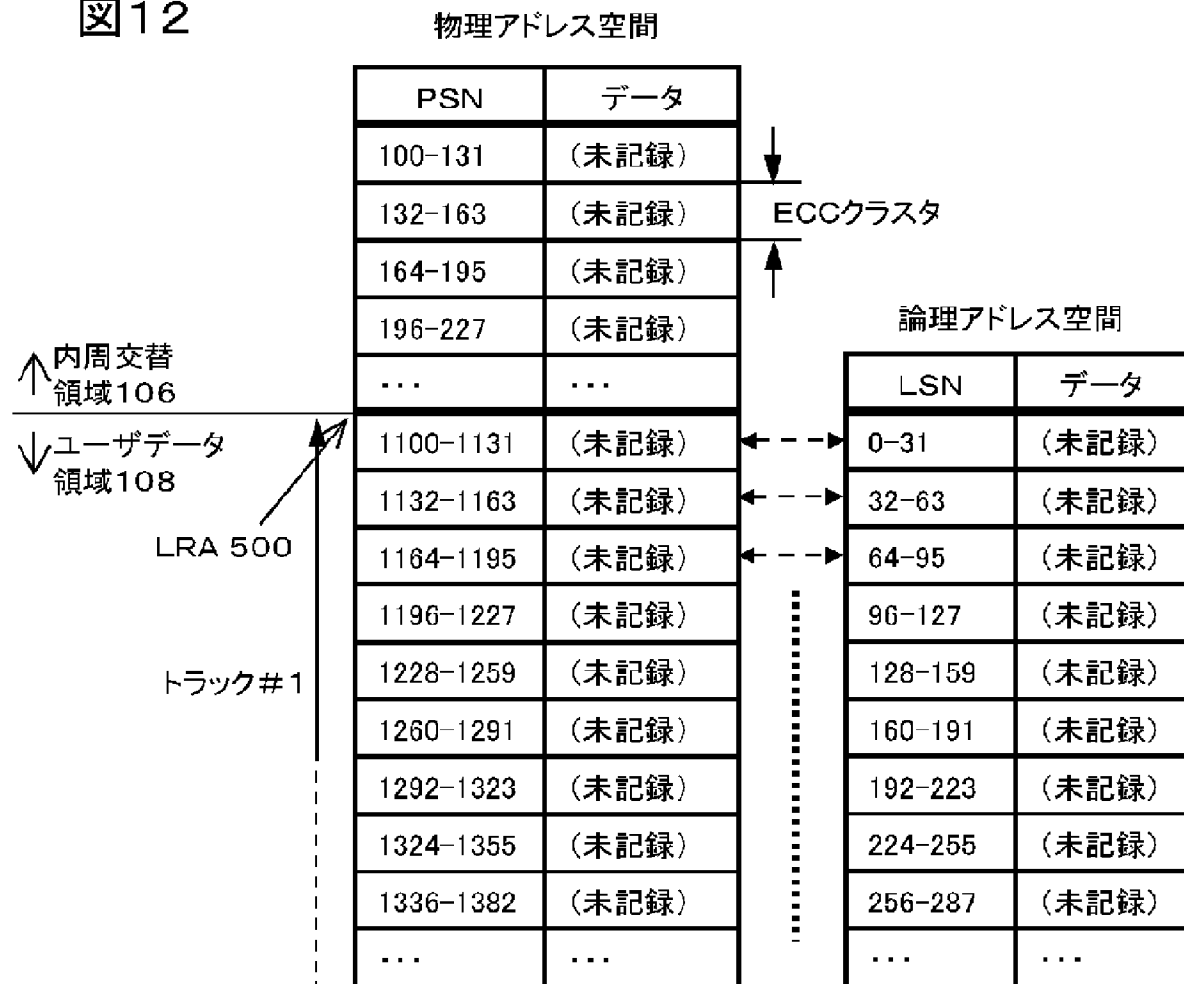 図12
物理アドレス空間
PSN データ
100-131 (未記録)
132-163 (未記録)
164-195 (未記録)
196-227 (未記録)
... ...
1100-1131 (未記録)
1132-1163 (未記録)
1164-1195 (未記録)
1196-1227 (未記録)
1228-1259 (未記録)
1260-1291 (未記録)
1292-1323 (未記録)
1324-1355 (未記録)
1336-1382 (未記録)
... ...
ECCクラスタ
内周交替
領域106
ユーザデータ
領域108
LRA 500
トラック#1
論理アドレス空間
LSN データ
0-31 (未記録)
32-63 (未記録)
64-95 (未記録)
96-127 (未記録)
128-159 (未記録)
160-191 (未記録)
192-223 (未記録)
224-255 (未記録)
256-287 (未記録)
... ...